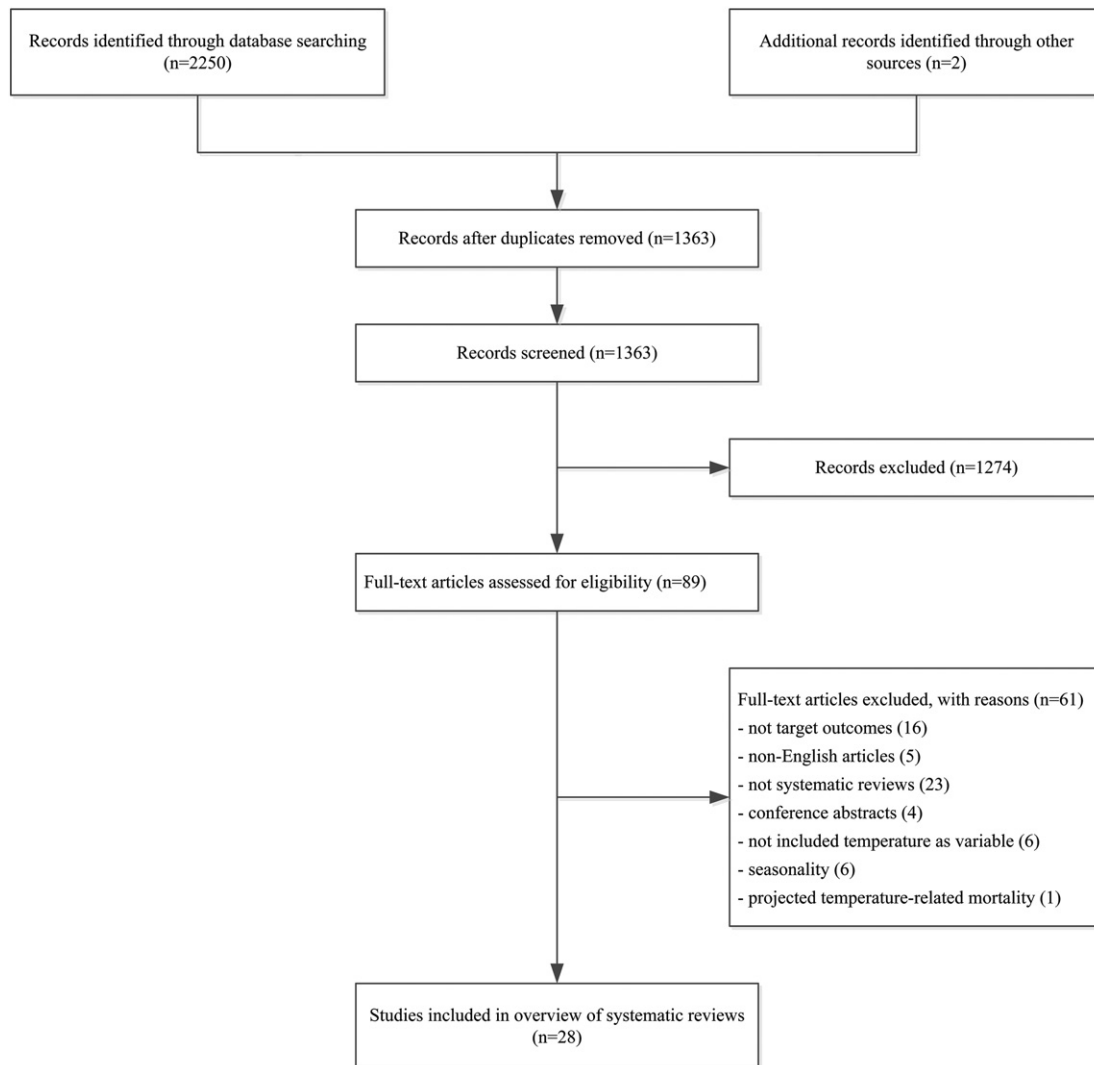 Records identified through database searching
(n=2250)
Additional records identified through other
sources (n=2)
Records after duplicates removed (n=1363)
Records screened (n=1363)
Records excluded (n=1274)
Full-text articles assessed for eligibility (n=89)
Full-text articles excluded, with reasons (n=61)
- not target outcomes (16)
- non-English articles (5)
- not systematic reviews (23)
- conference abstracts (4)
- not included temperature as variable (6)
- seasonality (6)
- projected temperature-related mortality (1)
Studies included in overview of systematic reviews
(n=28)